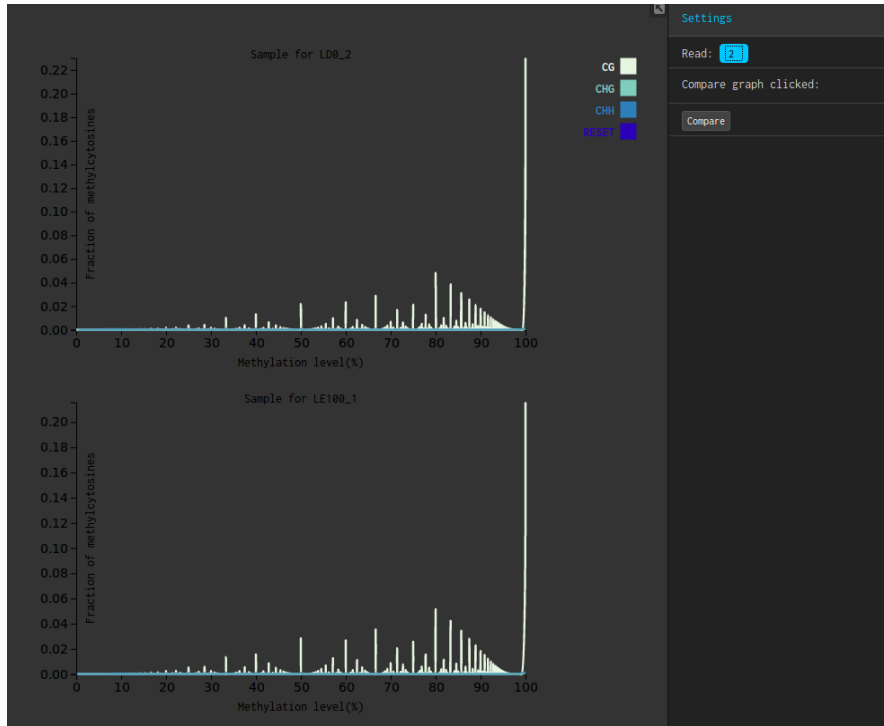 Sample for LD0_2
0.22
0.20
0.18
0.16
0.14
0.12
0.10
0.08
0.06
0.04
0.02
0.00
Fraction of methylcytosines
0 10 20 30 40 50 60 70 80 90 100
Methylation level(%)
CG
CHG
CHH
RESET
Sample for LE100_1
0.20
0.18
0.16
0.14
0.12
0.10
0.08
0.06
0.04
0.02
0.00
Fraction of methylcytosines
0 10 20 30 40 50 60 70 80 90 100
Methylation level(%)
Settings
Read: 2
Compare graph clicked:
Compare